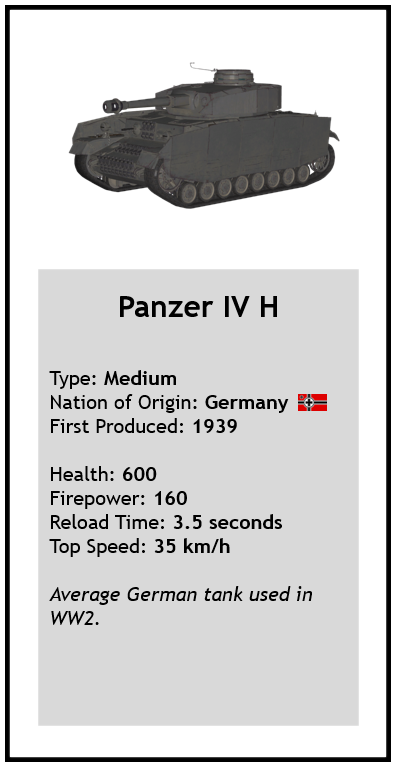 Panzer IV H
Type: Medium
Nation of Origin: Germany
First Produced: 1939
Health: 600
Firepower: 160
Reload Time: 3.5 seconds
Top Speed: 35 km/h
Average German tank used in
WW2.